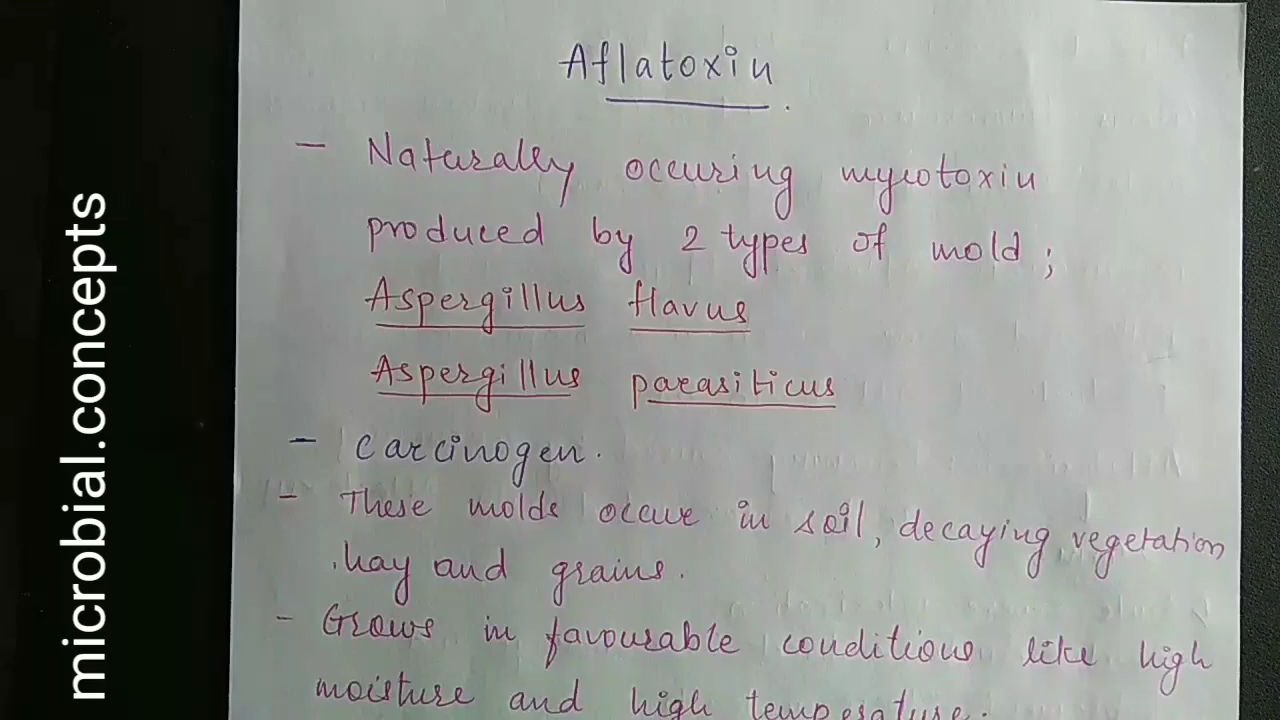 Aflatoxin
- Naturally occuring mycotoxin
produced by 2 types of mold;
Aspergillus flavus
Aspergillus parasiticus
- Carcinogen.
- These molds occur in soil, decaying vegetation
hay and grains.
- Grows in favourable conditions like high
moisture and high temperature.
microbial.concepts